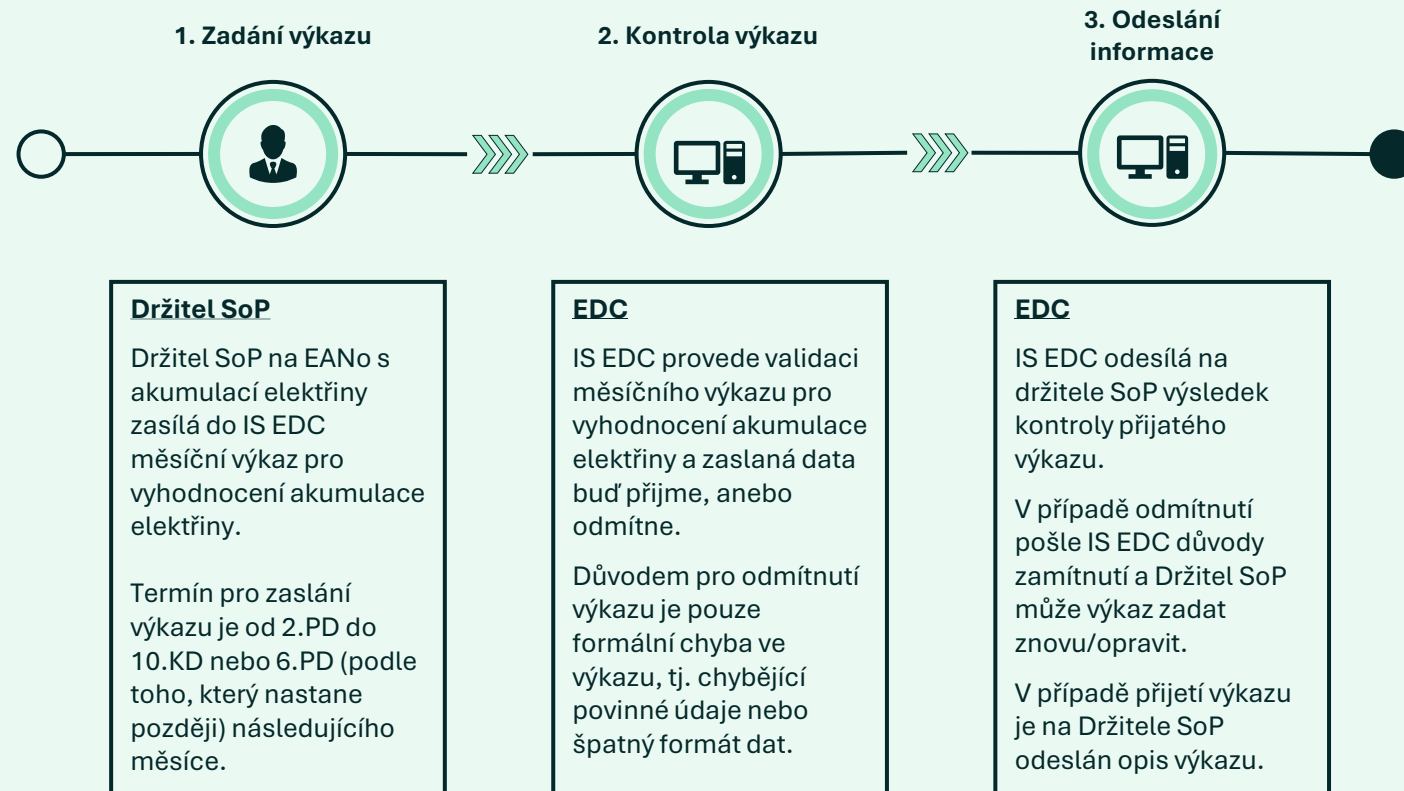 1. Zadání výkazu
2. Kontrola výkazu
3. Odeslání
informace
Držitel SoP
Držitel SoP na EANo s
akumulací elektřiny
zasílá do IS EDC
měsíční výkaz pro
vyhodnocení akumulace
elektřiny.
Termín pro zaslání
výkazu je od 2.PD do
10.KD nebo 6.PD (podle
toho, který nastane
později) následujícího
měsíce.
EDC
IS EDC provede validaci
měsíčního výkazu pro
vyhodnocení akumulace
elektřiny a zaslaná data
buď přijme, anebo
odmítne.
Důvodem pro odmítnutí
výkazu je pouze
formální chyba ve
výkazu, tj. chybějící
povinné údaje nebo
špatný formát dat.
EDC
IS EDC odesílá na
držitele SoP výsledek
kontroly přijatého
výkazu.
V případě odmítnutí
pošle IS EDC důvody
zamítnutí a Držitel SoP
může výkaz zadat
znovu/opravit.
V případě přijetí výkazu
je na Držitele SoP
odeslán opis výkazu.